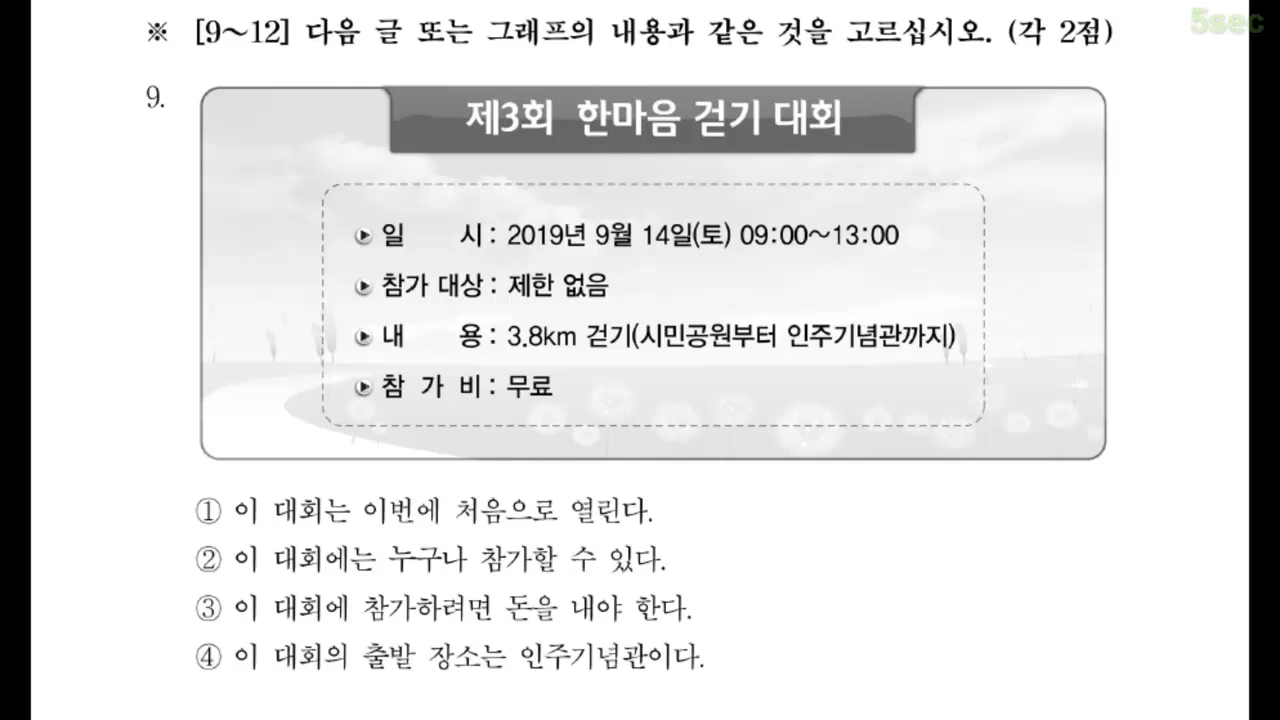 5sec
※ [9~12] 다음 글 또는 그래프의 내용과 같은 것을 고르십시오. (각 2점)
9.
제3회 한마음 걷기 대회
일 시 : 2019년 9월 14일(토) 09:00~13:00
참가 대상 : 제한 없음
내 용 : 3.8km 걷기(시민공원부터 인주기념관까지)
참 가 비 : 무료
① 이 대회는 이번에 처음으로 열린다.
② 이 대회에는 누구나 참가할 수 있다.
③ 이 대회에 참가하려면 돈을 내야 한다.
④ 이 대회의 출발 장소는 인주기념관이다.